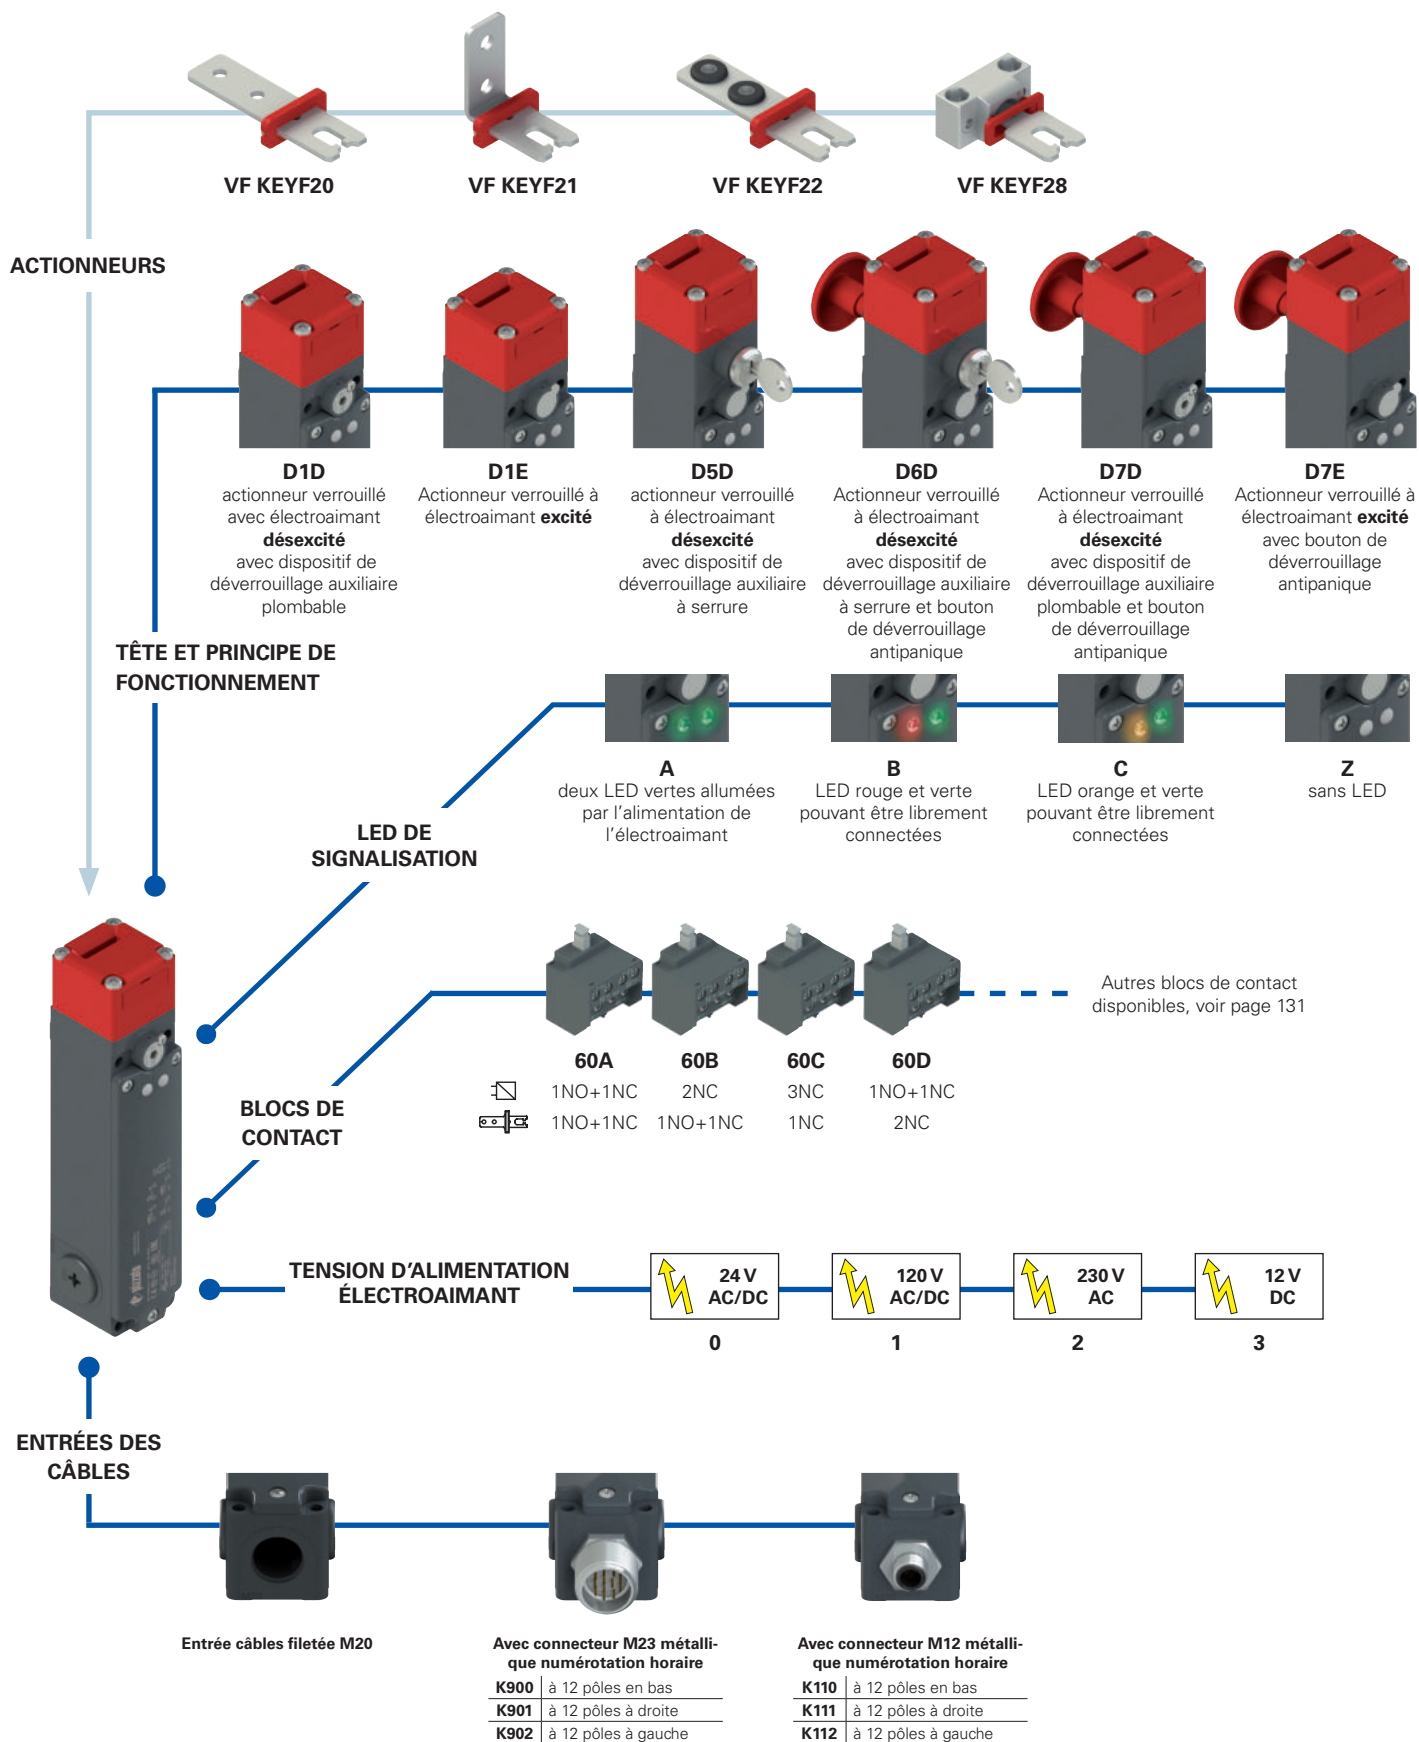 VF KEYF20
VF KEYF21
VF KEYF22
VF KEYF28
ACTIONNEURS
D1D
actionneur verrouillé
avec électroaimant
désexcité
avec dispositif de
déverrouillage auxiliaire
plombable
D1E
Actionneur verrouillé à
électroaimant excité
D5D
actionneur verrouillé
à électroaimant
désexcité
avec dispositif de
déverrouillage auxiliaire
à serrure
D6D
Actionneur verrouillé
à électroaimant
désexcité
avec dispositif de
déverrouillage auxiliaire
à serrure et bouton
de déverrouillage
antipanique
D7D
Actionneur verrouillé
à électroaimant
désexcité
avec dispositif de
déverrouillage auxiliaire
plombable et bouton
de déverrouillage
antipanique
D7E
Actionneur verrouillé à
électroaimant excité
avec bouton de
déverrouillage
antipanique
TÊTE ET PRINCIPE DE
FONCTIONNEMENT
A
deux LED vertes allumées
par l'alimentation de
l'électroaimant
B
LED rouge et verte
pouvant être librement
connectées
C
LED orange et verte
pouvant être librement
connectées
Z
sans LED
LED DE
SIGNALISATION
Autres blocs de contact
disponibles, voir page 131
60A
60B
60C
60D
1NO+1NC
2NC
3NC
1NO+1NC
1NO+1NC
1NO+1NC
1NC
2NC
BLOCS DE
CONTACT
pizzato
TENSION D'ALIMENTATION
ÉLECTROAIMANT
24 V
AC/DC
0
120 V
AC/DC
1
230 V
AC
2
12 V
DC
3
ENTRÉES DES
CÂBLES
Entrée câbles filetée M20
Avec connecteur M23 métalli-
que numérotation horaire
K900 à 12 pôles en bas
K901 à 12 pôles à droite
K902 à 12 pôles à gauche
Avec connecteur M12 métalli-
que numérotation horaire
K110 à 12 pôles en bas
K111 à 12 pôles à droite
K112 à 12 pôles à gauche